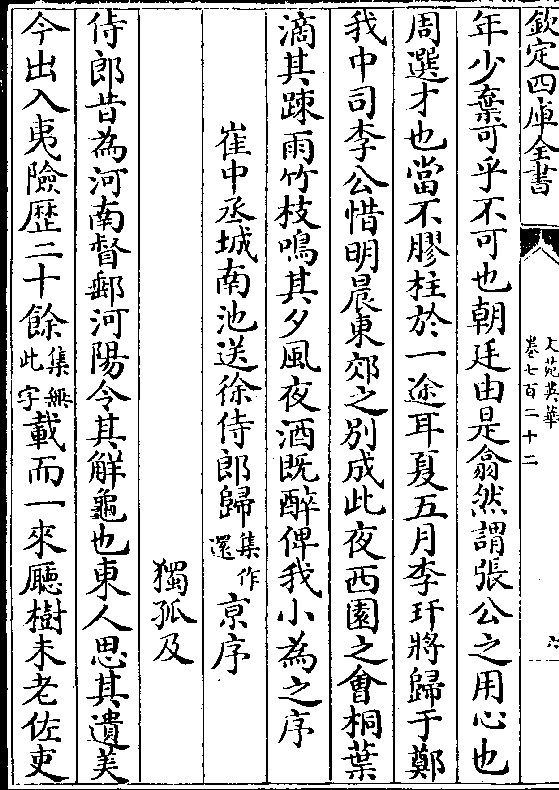 欽定四庫全書
文苑英華
卷七百二十二
年少棄可乎不可也朝廷由是翕然謂張公之用心也
周選才也當不膠柱於一途耳夏五月李玕將歸于鄭
我中司李公惜明晨東郊之别成此夜西園之會桐葉
滴其踈雨竹枝鳴其夕風夜酒既醉俾我小為之序
崔中丞城南池送徐侍郎歸集作還京序
獨孤及
侍郎昔為河南督郵河陽令其解龜也東人思其遺美
今出入夷險歴二十餘集無此字載而一來廳樹未老佐吏